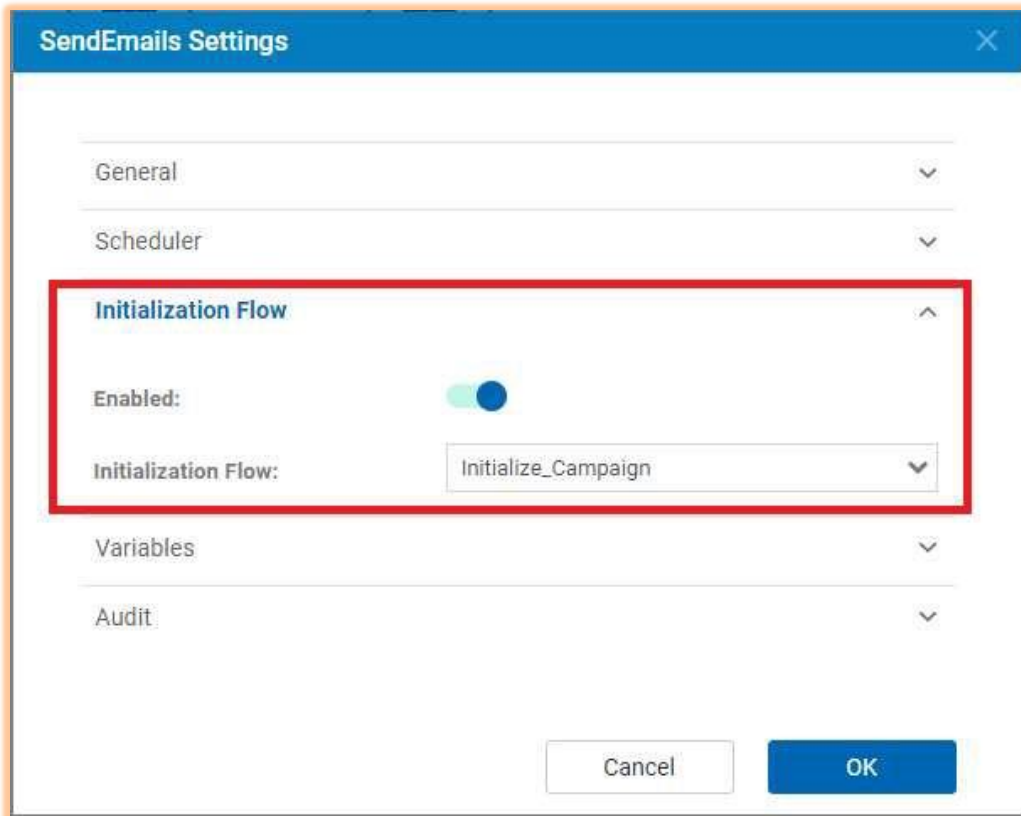 SendEmails Settings
General
Scheduler
Initialization Flow
Enabled:
Initialization Flow: Initialize_Campaign
Variables
Audit
Cancel OK